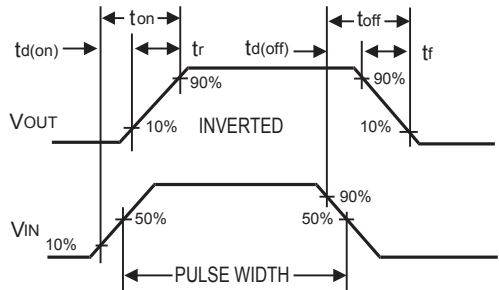 ton toff
td(on) tr td(off) tf
90% 90%
VOUT 10% INVERTED 10%
90%
VIN 50% 50%
10%
PULSE WIDTH